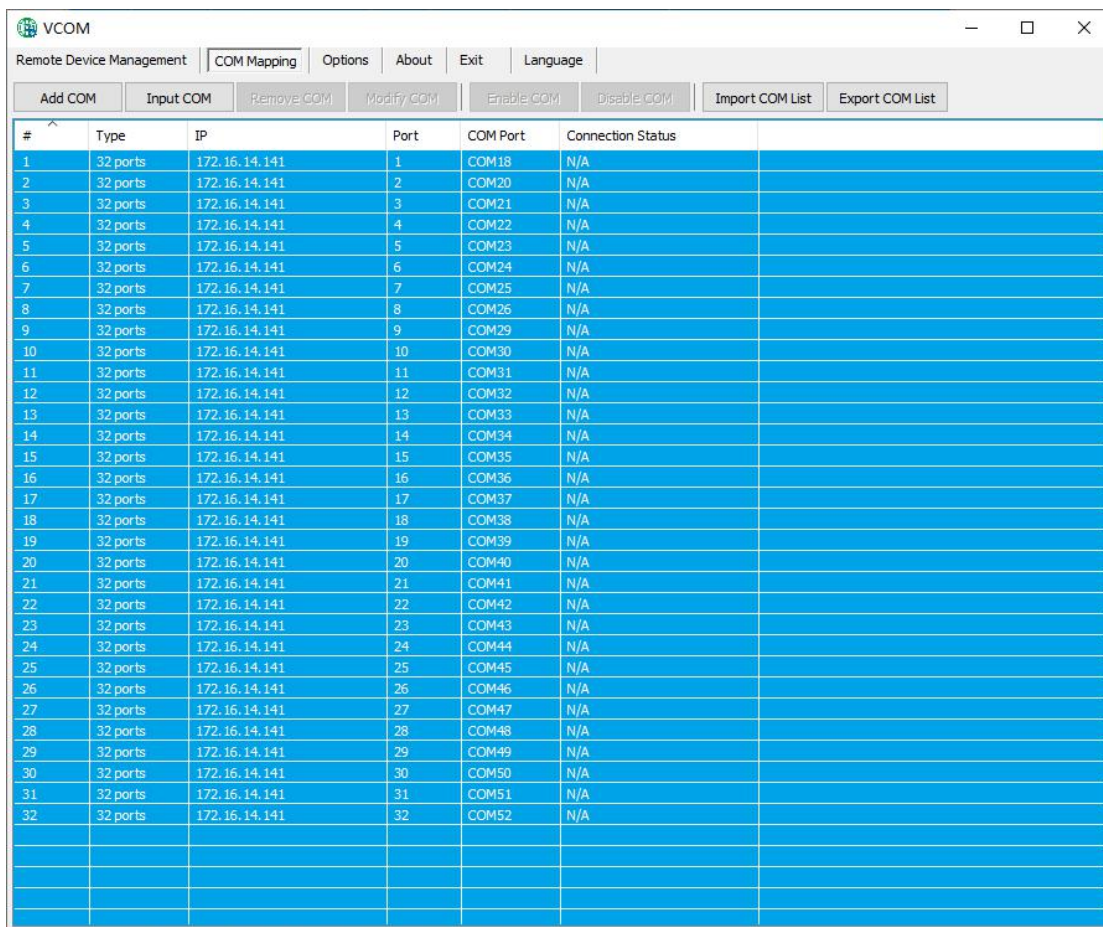 VCOM
Remote Device Management COM Mapping Options About Exit Language
Add COM Input COM Remove COM Modify COM Enable COM Disable COM Import COM List Export COM List
# Type IP Port COM Port Connection Status
1 32 ports 172.16.14.141 1 COM18 N/A
2 32 ports 172.16.14.141 2 COM20 N/A
3 32 ports 172.16.14.141 3 COM21 N/A
4 32 ports 172.16.14.141 4 COM22 N/A
5 32 ports 172.16.14.141 5 COM23 N/A
6 32 ports 172.16.14.141 6 COM24 N/A
7 32 ports 172.16.14.141 7 COM25 N/A
8 32 ports 172.16.14.141 8 COM26 N/A
9 32 ports 172.16.14.141 9 COM29 N/A
10 32 ports 172.16.14.141 10 COM30 N/A
11 32 ports 172.16.14.141 11 COM31 N/A
12 32 ports 172.16.14.141 12 COM32 N/A
13 32 ports 172.16.14.141 13 COM33 N/A
14 32 ports 172.16.14.141 14 COM34 N/A
15 32 ports 172.16.14.141 15 COM35 N/A
16 32 ports 172.16.14.141 16 COM36 N/A
17 32 ports 172.16.14.141 17 COM37 N/A
18 32 ports 172.16.14.141 18 COM38 N/A
19 32 ports 172.16.14.141 19 COM39 N/A
20 32 ports 172.16.14.141 20 COM40 N/A
21 32 ports 172.16.14.141 21 COM41 N/A
22 32 ports 172.16.14.141 22 COM42 N/A
23 32 ports 172.16.14.141 23 COM43 N/A
24 32 ports 172.16.14.141 24 COM44 N/A
25 32 ports 172.16.14.141 25 COM45 N/A
26 32 ports 172.16.14.141 26 COM46 N/A
27 32 ports 172.16.14.141 27 COM47 N/A
28 32 ports 172.16.14.141 28 COM48 N/A
29 32 ports 172.16.14.141 29 COM49 N/A
30 32 ports 172.16.14.141 30 COM50 N/A
31 32 ports 172.16.14.141 31 COM51 N/A
32 32 ports 172.16.14.141 32 COM52 N/A